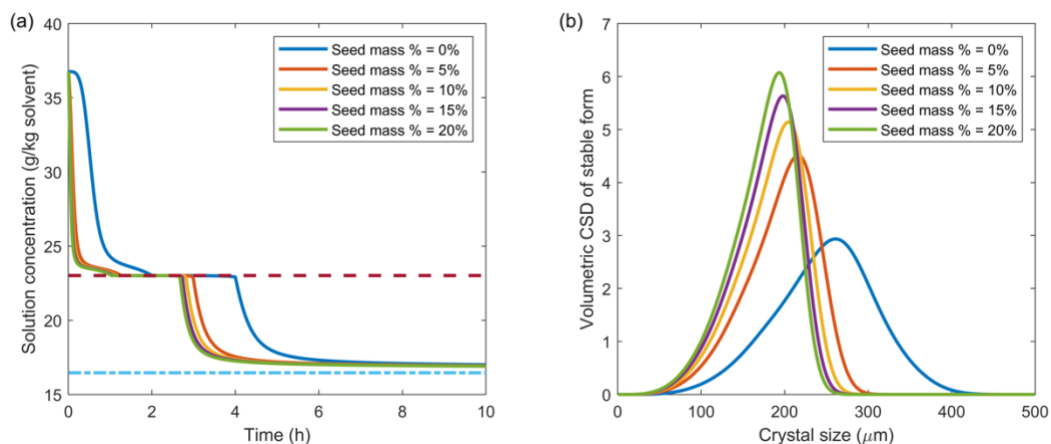 (a)
Solution concentration (g/kg solvent)
40
35
30
25
20
15
0
2
4
6
8
10
Time (h)
Seed mass % = 0%
Seed mass % = 5%
Seed mass % = 10%
Seed mass % = 15%
Seed mass % = 20%
(b)
Volumetric CSD of stable form
7
6
5
4
3
2
1
0
0
100
200
300
400
500
Crystal size (μm)
Seed mass % = 0%
Seed mass % = 5%
Seed mass % = 10%
Seed mass % = 15%
Seed mass % = 20%